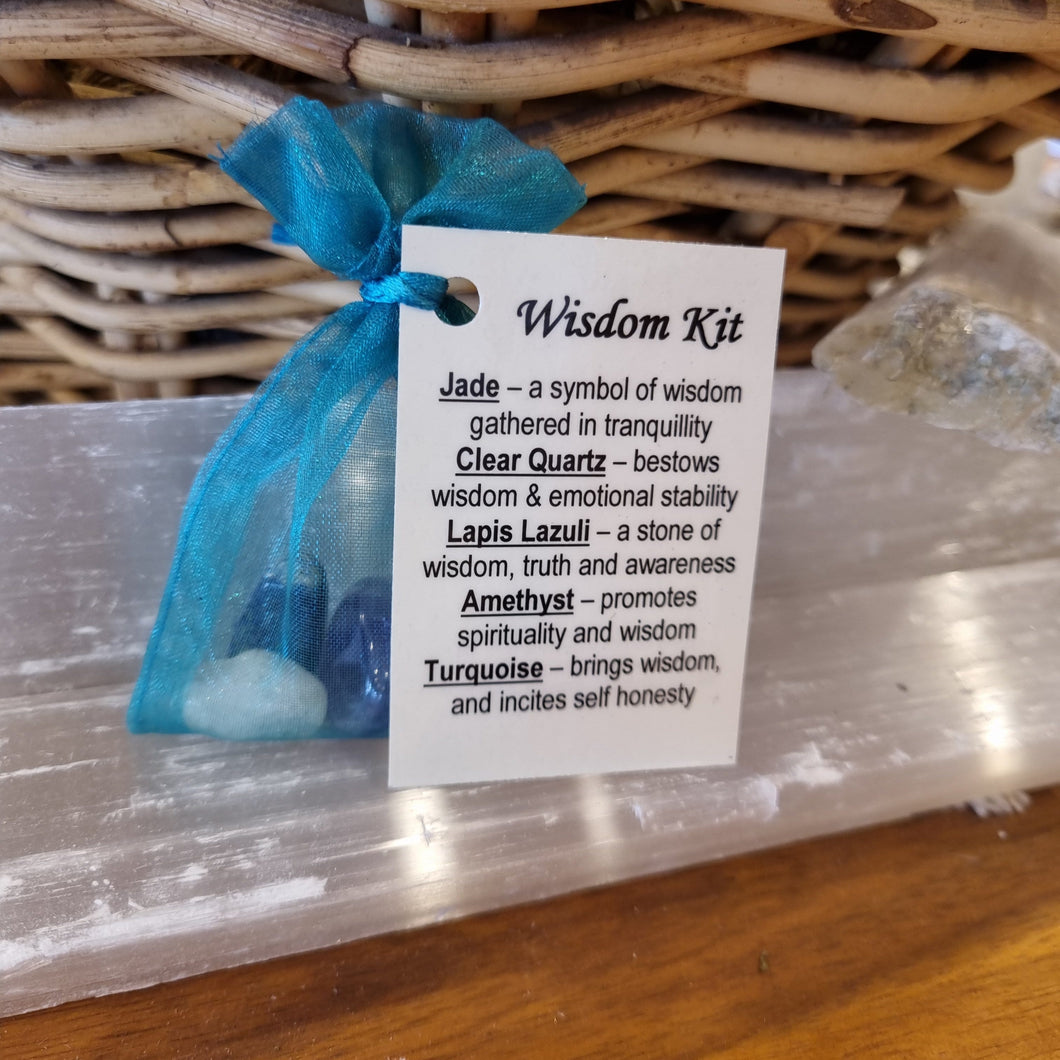 Wisdom Kit
Jade – a symbol of wisdom
gathered in tranquillity
Clear Quartz – bestows
wisdom & emotional stability
Lapis Lazuli – a stone of
wisdom, truth and awareness
Amethyst – promotes
spirituality and wisdom
Turquoise – brings wisdom,
and incites self honesty